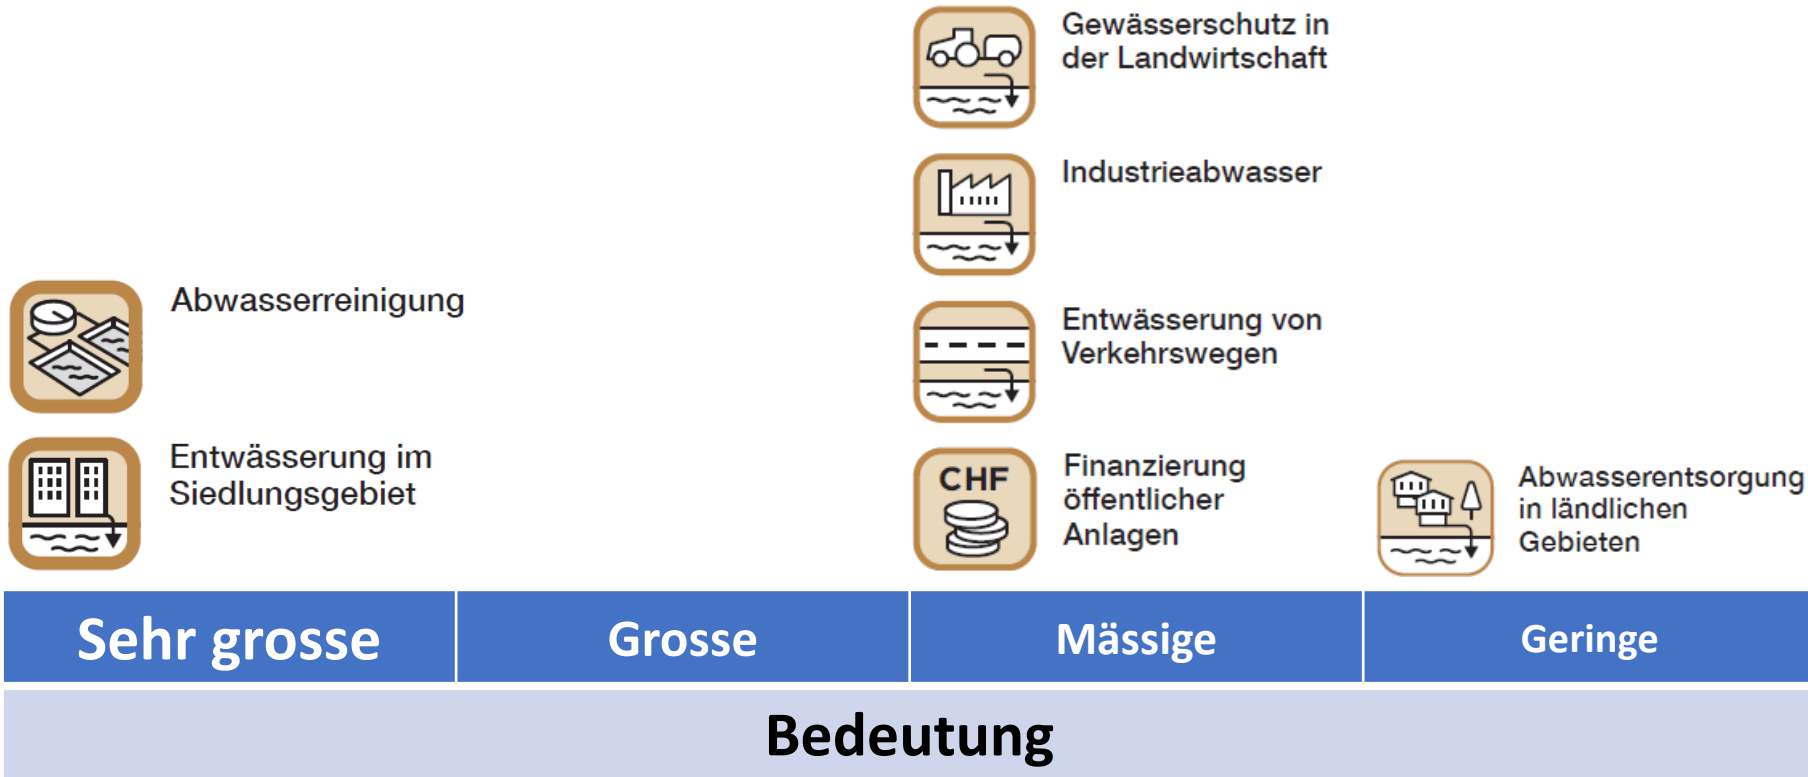 Gewässerschutz in
der Landwirtschaft
Industrieabwasser
Abwasserreinigung
Entwässerung von
Verkehrswegen
Entwässerung im
Siedlungsgebiet
CHF
Finanzierung
öffentlicher
Anlagen
Abwasserentsorgung
in ländlichen
Gebieten
Sehr grosse
Grosse
Mässige
Geringe
Bedeutung